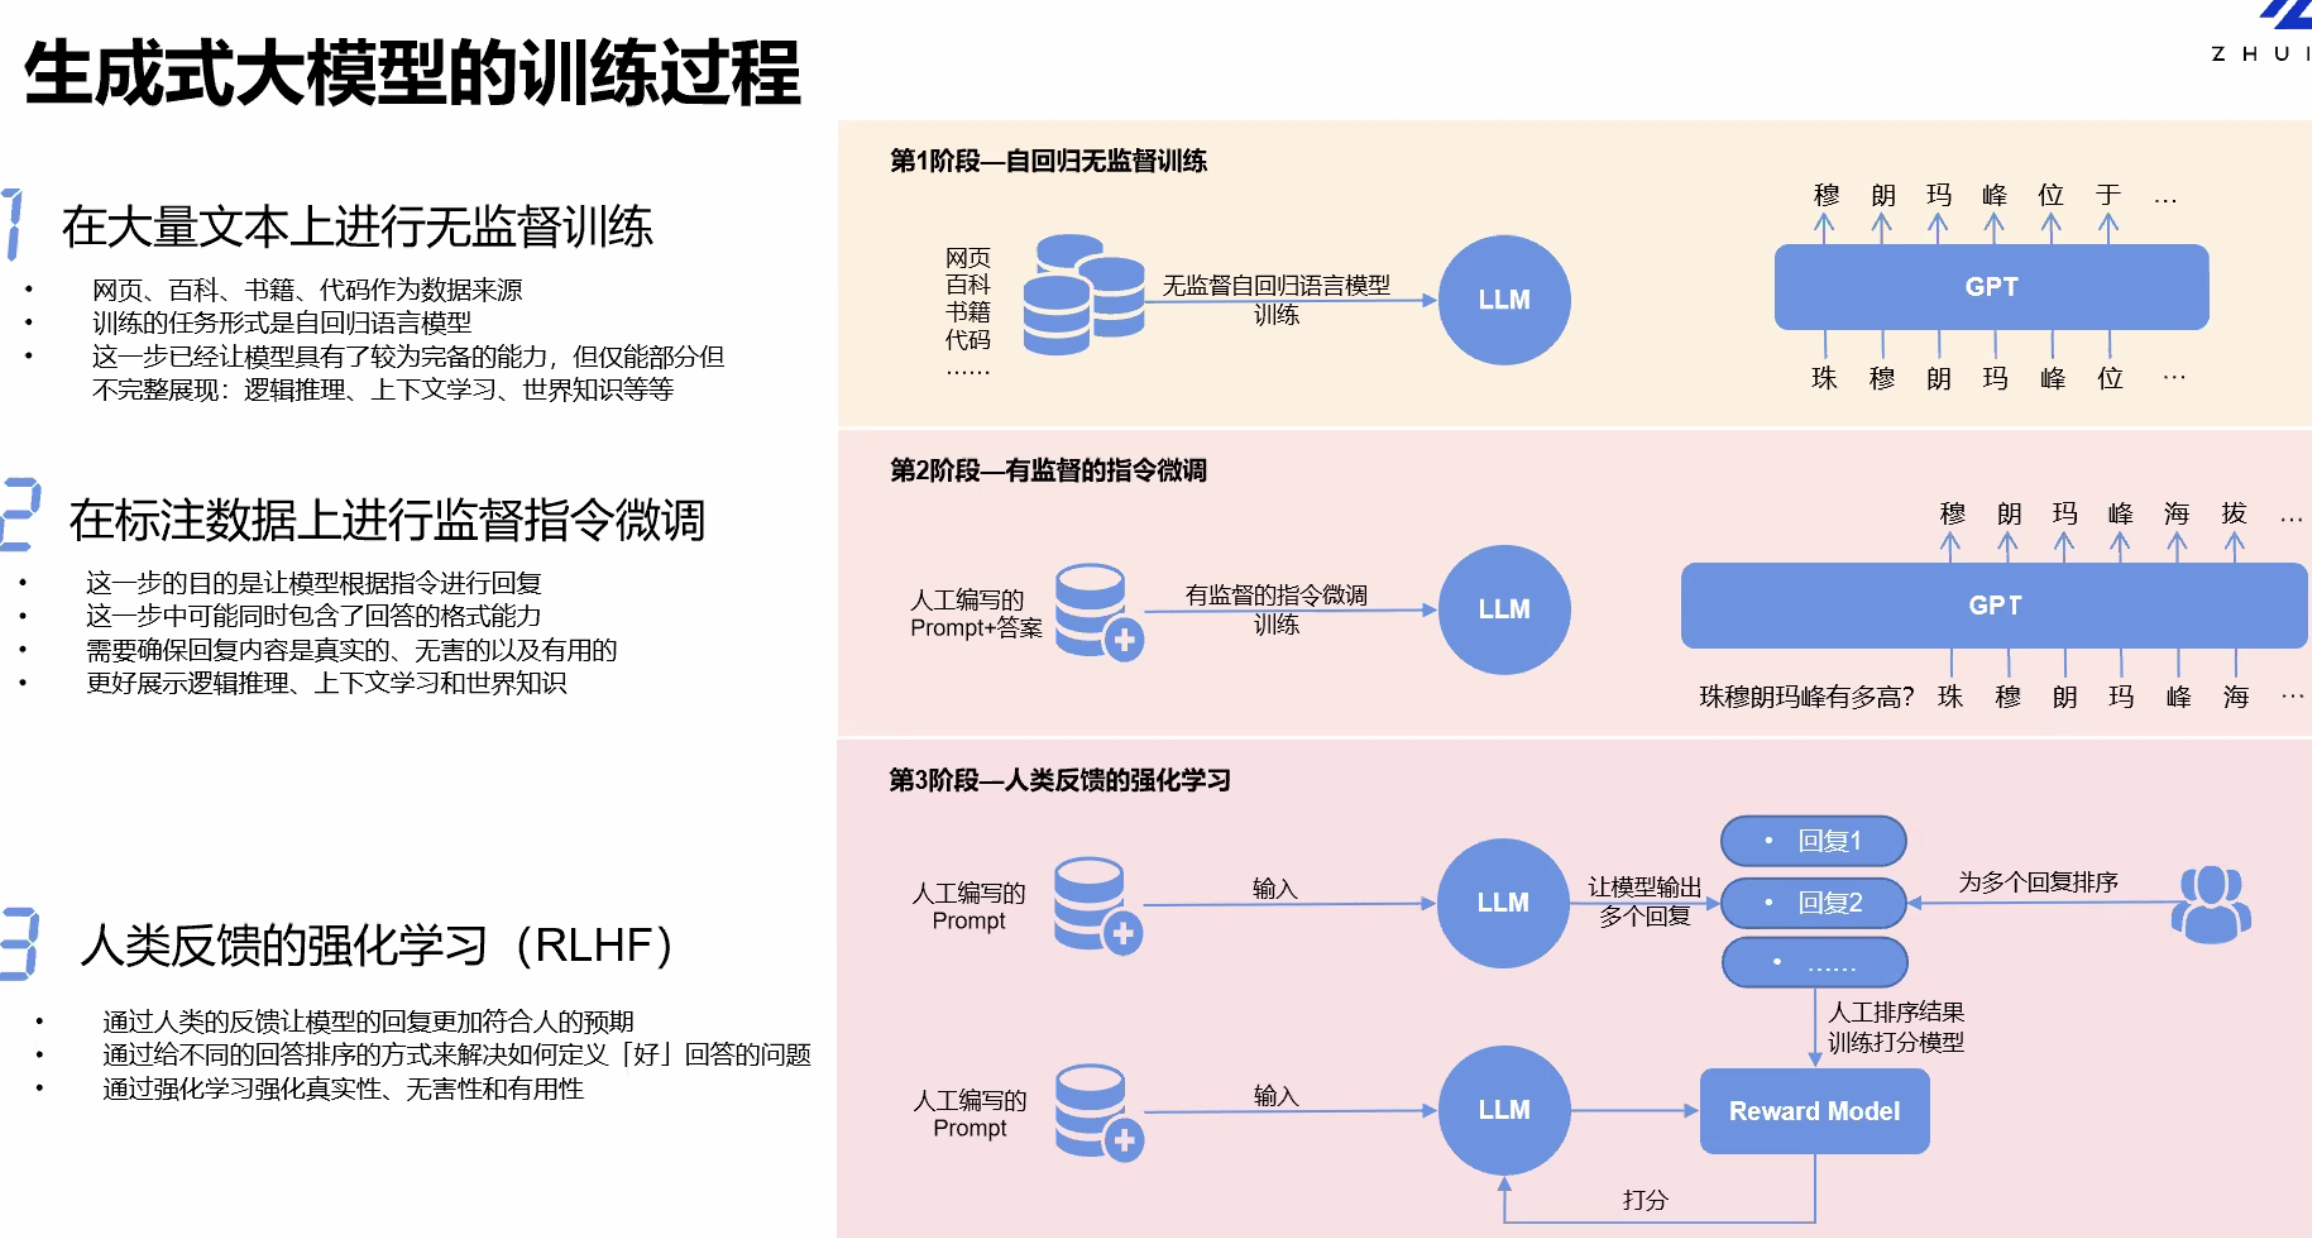 生成式大模型的训练过程
ZHUI
1
在大量文本上进行无监督训练
• 网页、百科、书籍、代码作为数据来源
• 训练的任务形式是自回归语言模型
• 这一步已经让模型具有了较为完备的能力，但仅能部分但
不完整展现：逻辑推理、上下文学习、世界知识等等
2
在标注数据上进行监督指令微调
• 这一步的目的是让模型根据指令进行回复
• 这一步中可能同时包含了回答的格式能力
• 需要确保回复内容是真实的、无害的以及有用的
• 更好展示逻辑推理、上下文学习和世界知识
3
人类反馈的强化学习（RLHF）
• 通过人类的反馈让模型的回复更加符合人的预期
• 通过给不同的回答排序的方式来解决如何定义「好」回答的问题
• 通过强化学习强化真实性、无害性和有用性
第1阶段—自回归无监督训练
网页
百科
书籍
代码
……
无监督自回归语言模型
训练
LLM
穆 朗 玛 峰 位 于 …
GPT
珠 穆 朗 玛 峰 位 …
第2阶段—有监督的指令微调
人工编写的
Prompt+答案
有监督的指令微调
训练
LLM
穆 朗 玛 峰 海 拔 …
GPT
珠穆朗玛峰有多高？ 珠 穆 朗 玛 峰 海 …
第3阶段—人类反馈的强化学习
人工编写的
Prompt
输入
LLM
让模型输出
多个回复
• 回复1
• 回复2
• ……
为多个回复排序
人工排序结果
训练打分模型
人工编写的
Prompt
输入
LLM
Reward Model
打分